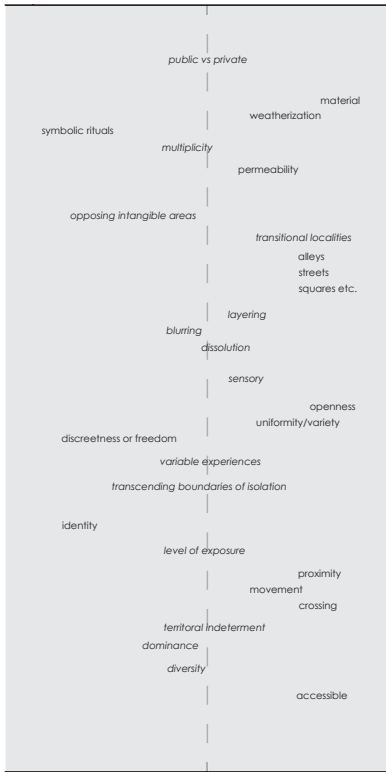 public vs private
material
weatherization
symbolic rituals
multiplicity
permeability
opposing intangible areas
transitional localities
alleys
streets
squares etc.
layering
blurring
dissolution
sensory
openness
uniformity/variety
discreetness or freedom
variable experiences
transcending boundaries of isolation
identity
level of exposure
proximity
movement
crossing
territoral indeterment
dominance
diversity
accessible